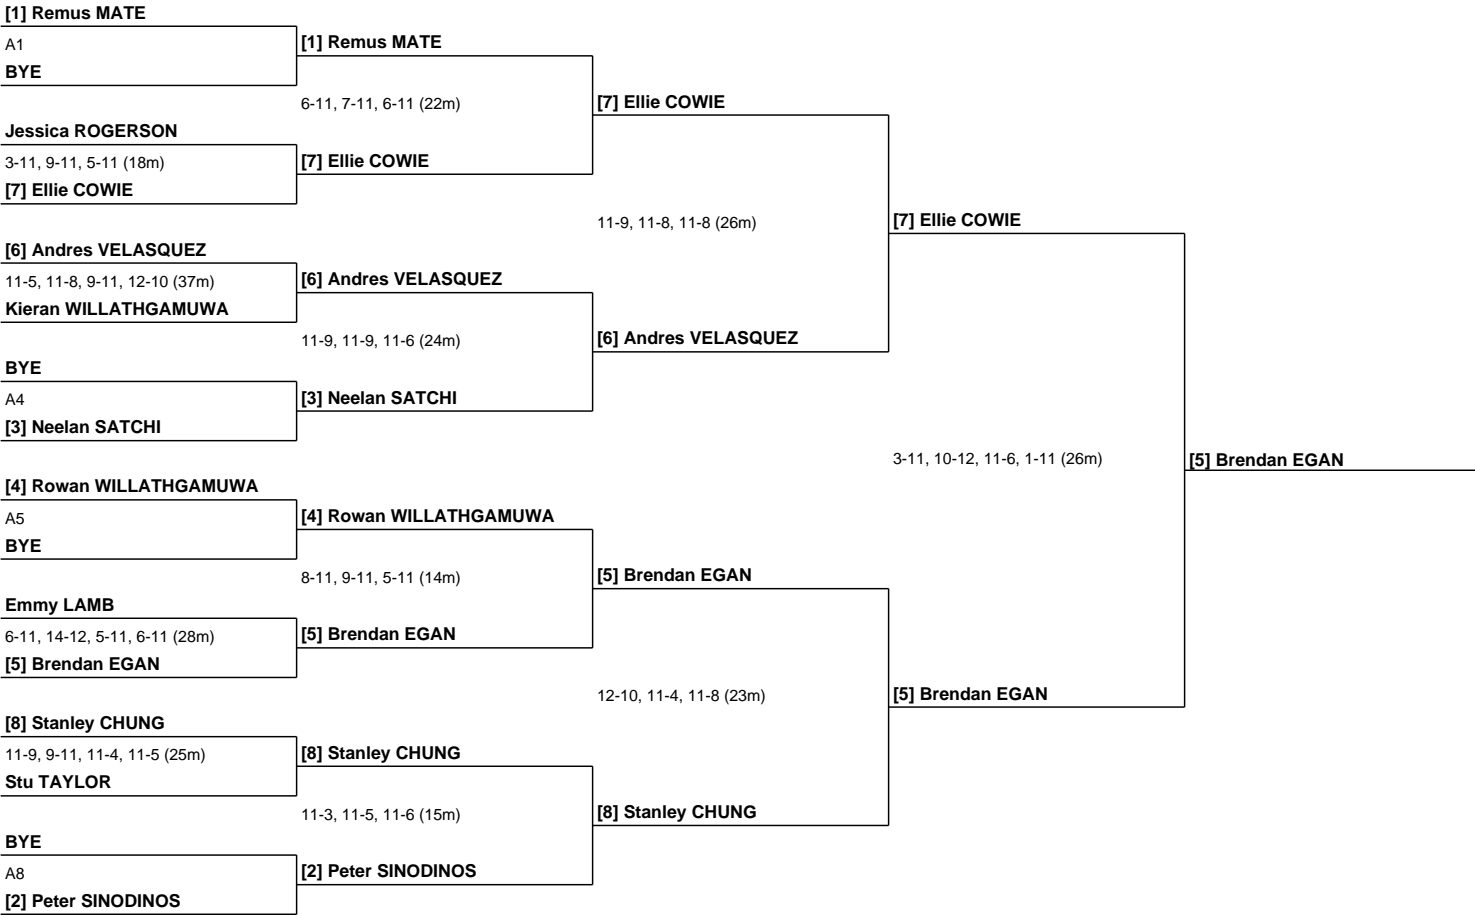 [1] Remus MATE
A1
BYE
Jessica ROGERSON
3-11, 9-11, 5-11 (18m)
[7] Ellie COWIE
[6] Andres VELASQUEZ
11-5, 11-8, 9-11, 12-10 (37m)
Kieran WILLATHGAMUWA
BYE
A4
[3] Neelan SATCHI
[4] Rowan WILLATHGAMUWA
A5
BYE
Emmy LAMB
6-11, 14-12, 5-11, 6-11 (28m)
[5] Brendan EGAN
[8] Stanley CHUNG
11-9, 9-11, 11-4, 11-5 (25m)
Stu TAYLOR
BYE
A8
[2] Peter SINODINOS
[1] Remus MATE
6-11, 7-11, 6-11 (22m)
[7] Ellie COWIE
[6] Andres VELASQUEZ
11-9, 11-9, 11-6 (24m)
[3] Neelan SATCHI
[4] Rowan WILLATHGAMUWA
8-11, 9-11, 5-11 (14m)
[5] Brendan EGAN
[8] Stanley CHUNG
11-3, 11-5, 11-6 (15m)
[2] Peter SINODINOS
[7] Ellie COWIE
11-9, 11-8, 11-8 (26m)
[6] Andres VELASQUEZ
[5] Brendan EGAN
12-10, 11-4, 11-8 (23m)
[8] Stanley CHUNG
[7] Ellie COWIE
3-11, 10-12, 11-6, 1-11 (26m)
[5] Brendan EGAN
[5] Brendan EGAN